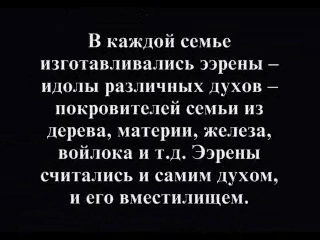 В каждой семье
изготавливались ээрены –
идолы различных духов –
покровителей семьи из
дерева, материи, железа,
войлока и т.д. Ээрены
считались и самим духом,
и его вместилищем.